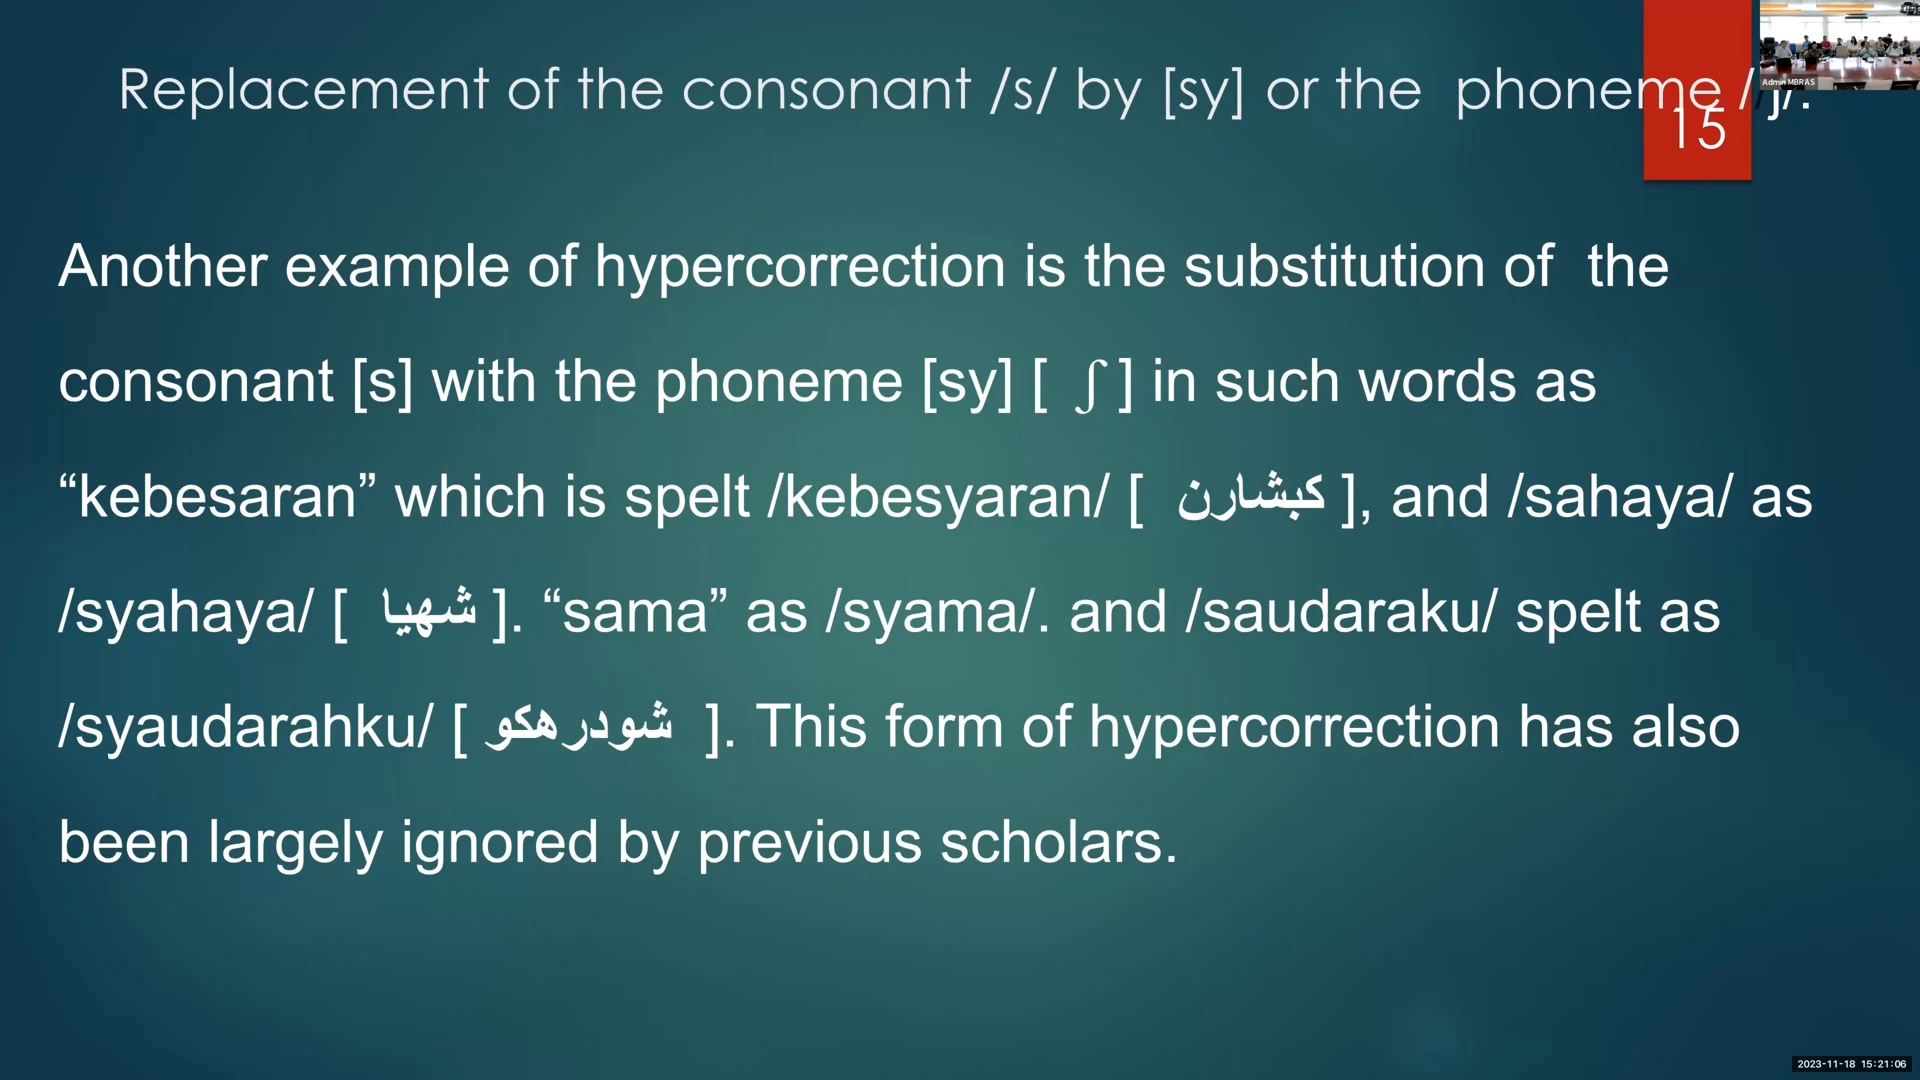 Replacement of the consonant /s/ by [sy] or the phoneme /ʃ/.
Admin MBRAS
15
Another example of hypercorrection is the substitution of the
consonant [s] with the phoneme [sy] [ ʃ ] in such words as
“kebesaran” which is spelt /kebesyaran/ [ كبشارن ], and /sahaya/ as
/syahaya/ [ شهيا ]. “sama” as /syama/. and /saudaraku/ spelt as
/syaudarahku/ [ شودرهكو ]. This form of hypercorrection has also
been largely ignored by previous scholars.
2023-11-18 15:21:06